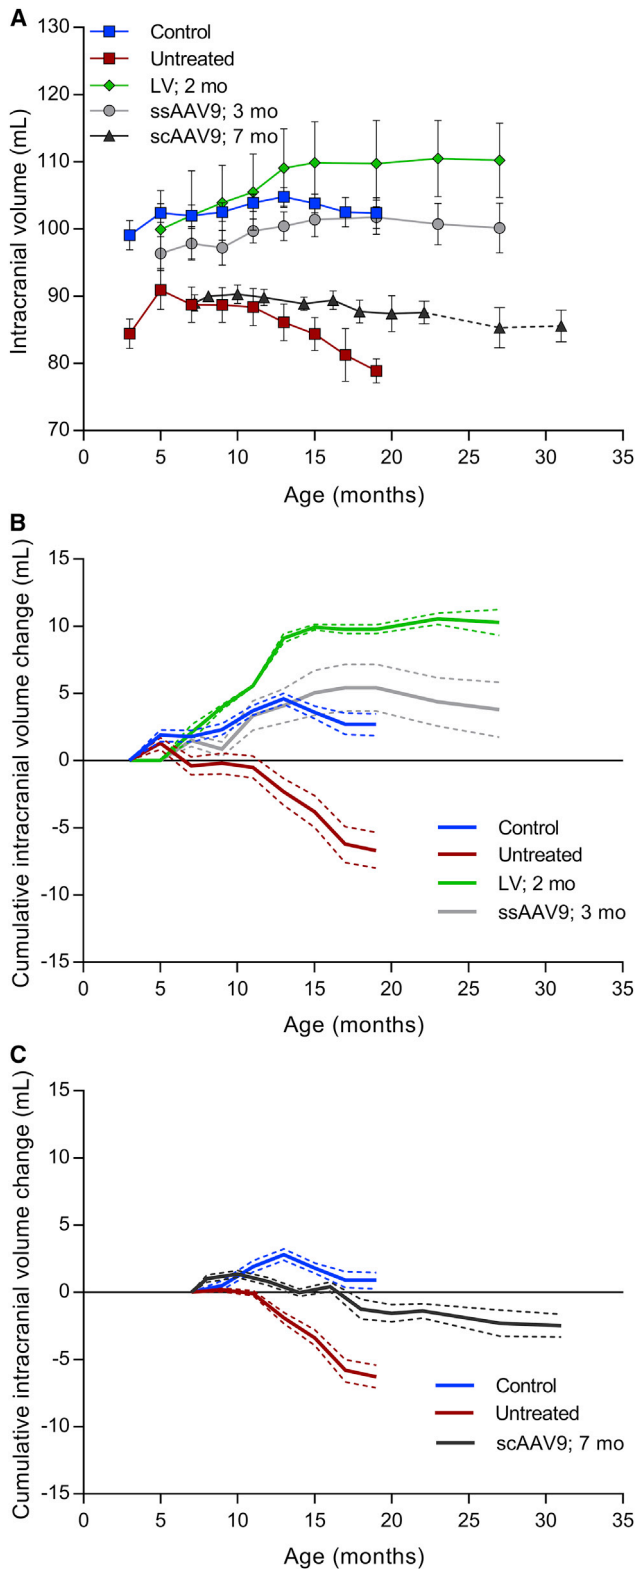 A
130
120
110
100
90
80
70
Intracranial volume (mL)
Control
Untreated
LV; 2 mo
ssAAV9; 3 mo
scAAV9; 7 mo
0 5 10 15 20 25 30 35
Age (months)
B
15
10
5
0
-5
-10
-15
Cumulative intracranial volume change (mL)
Control
Untreated
LV; 2 mo
ssAAV9; 3 mo
0 5 10 15 20 25 30 35
Age (months)
C
15
10
5
0
-5
-10
-15
Cumulative intracranial volume change (mL)
Control
Untreated
scAAV9; 7 mo
0 5 10 15 20 25 30 35
Age (months)